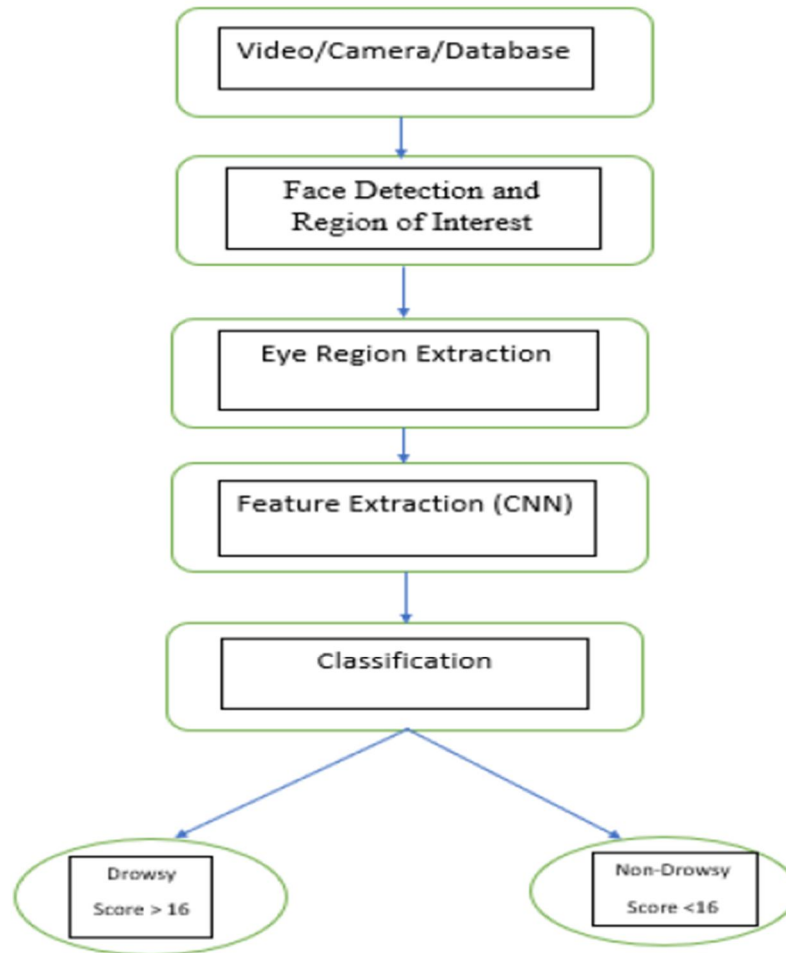 Video/Camera/Database
Face Detection and
Region of Interest
Eye Region Extraction
Feature Extraction (CNN)
Classification
Drowsy
Score > 16
Non-Drowsy
Score <16